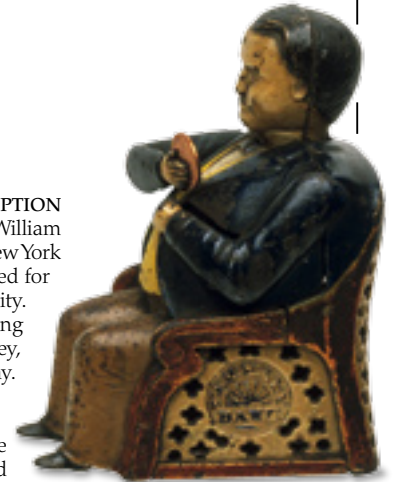 PTION
William
ew York
ed for
ity.
ng
ey,
y.
e
d
BANK